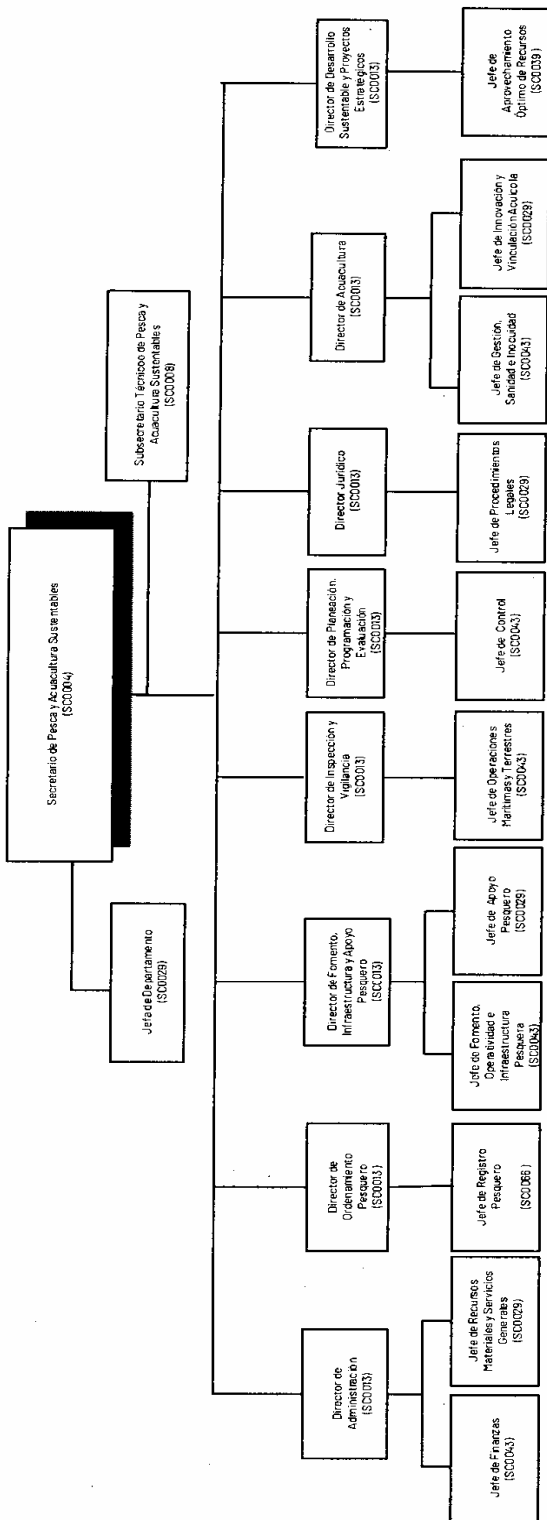 Secretario de Pesca y Acuacultura Sustentables
(SC0004)
Jefa de Departamento
(SC0029)
Subsecretario Técnicoo de Pesca y
Acuacultura Sustentables
(SC0008)
Director de
Administración
(SC0013)
Director de
Ordenamiento
Pesquero
(SC0013)
Director de Fomento,
Infraestructura y Apoyo
Pesquero
(SC0013)
Director de Inspección y
Vigilancia
(SC0013)
Director de Planeación,
Programación y
Evaluación
(SC0013)
Director Jurídico
(SC0013)
Director de Acuacultura
(SC0013)
Director de Desarrollo
Sustentable y Proyectos
Estratégicos
(SC0013)
Jefe de Finanzas
(SC0043)
Jefe de Recursos
Materiales y Servicios
Generales
(SC0029)
Jefe de Registro
Pesquero
(SC0066)
Jefe de Fomento,
Operatividad e
Infraestructura
Pesquera
(SC0043)
Jefe de Apoyo
Pesquero
(SC0029)
Jefe de Operaciones
Marítimas y Terrestres
(SC0043)
Jefe de Control
(SC0043)
Jefe de Procedimientos
Legales
(SC0029)
Jefe de Gestión,
Sanidad e Inocuidad
(SC0043)
Jefe de Innovación y
Vinculación Acuícola
(SC0029)
Jefe de
Aprovechamiento
Óptimo de Recursos
(SC0039)